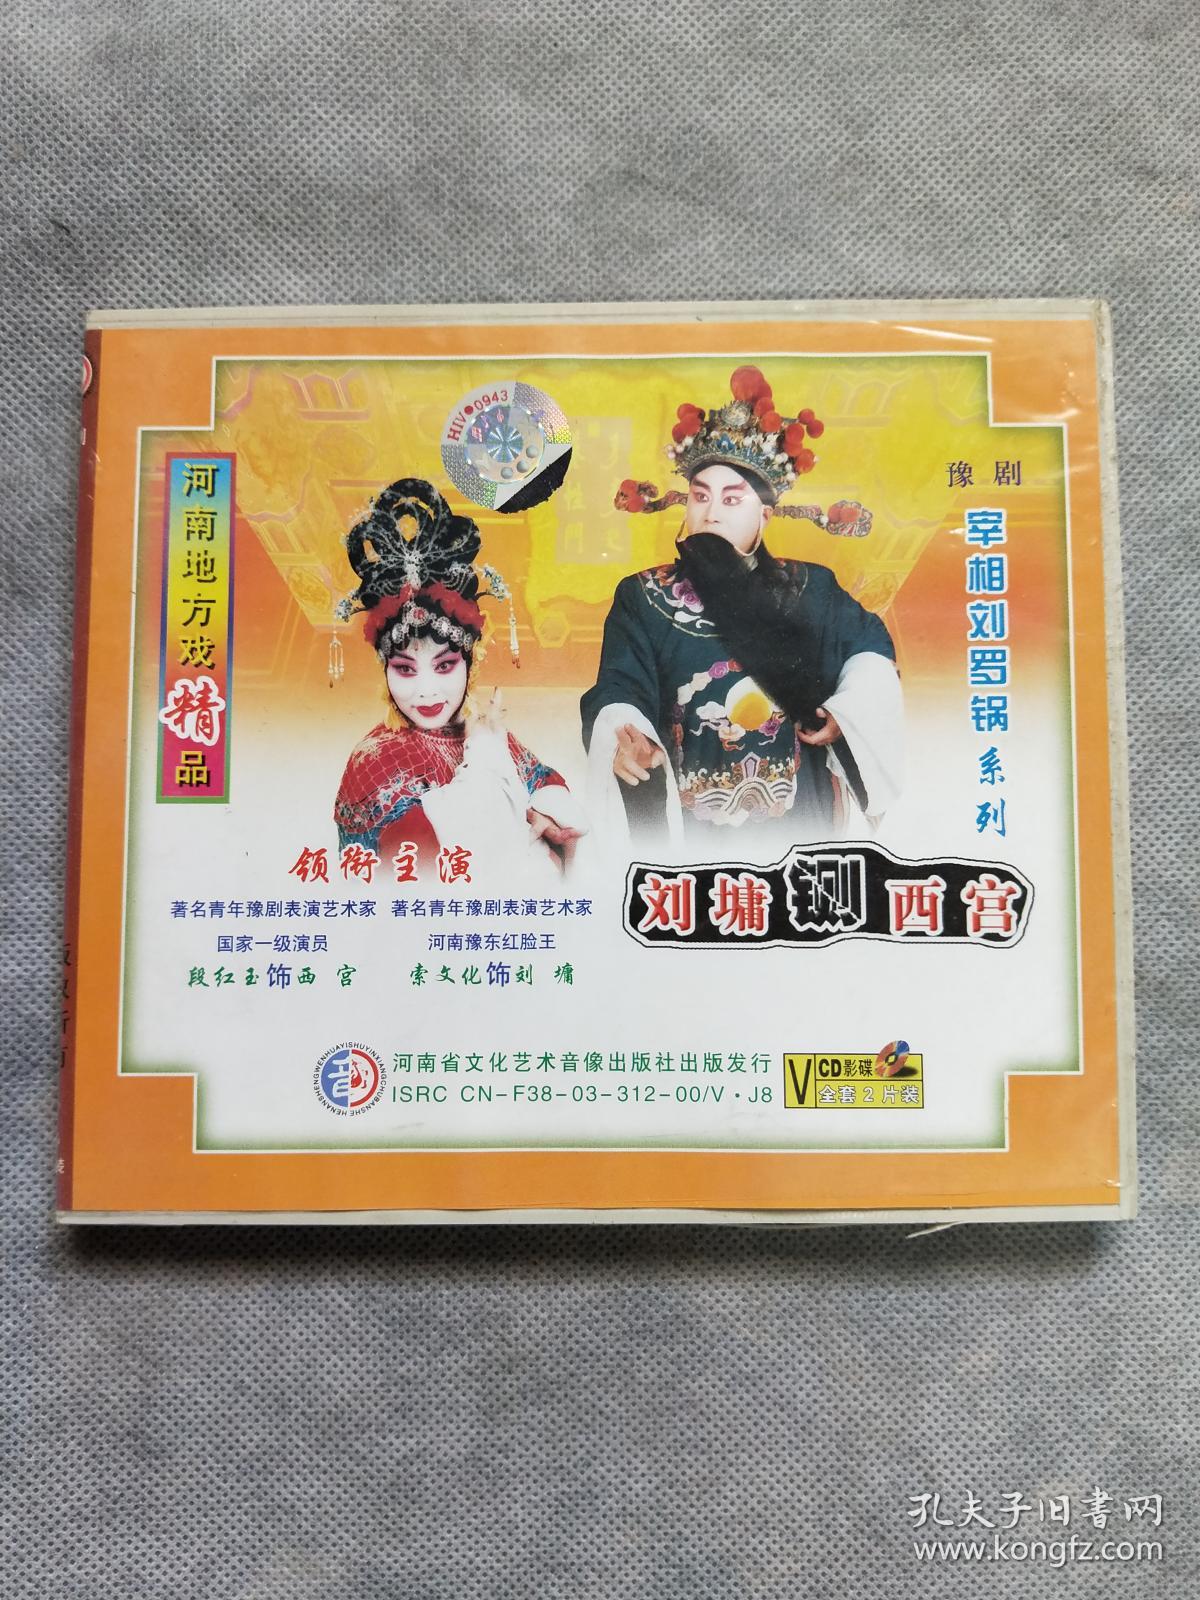 HIV●0943
豫剧
宰相刘罗锅系列
河南地方戏精品
领衔主演
著名青年豫剧表演艺术家
国家一级演员
段红玉饰西宫
著名青年豫剧表演艺术家
河南豫东红脸王
索文化饰刘墉
刘墉铡西宫
HENANSHENGWENHUAYISHUYINXIANGCHUBANSHE
河南省文化艺术音像出版社出版发行
ISRC CN-F38-03-312-00/V·J8
VCD影碟
全套2片装
孔夫子旧書网
www.kongfz.com